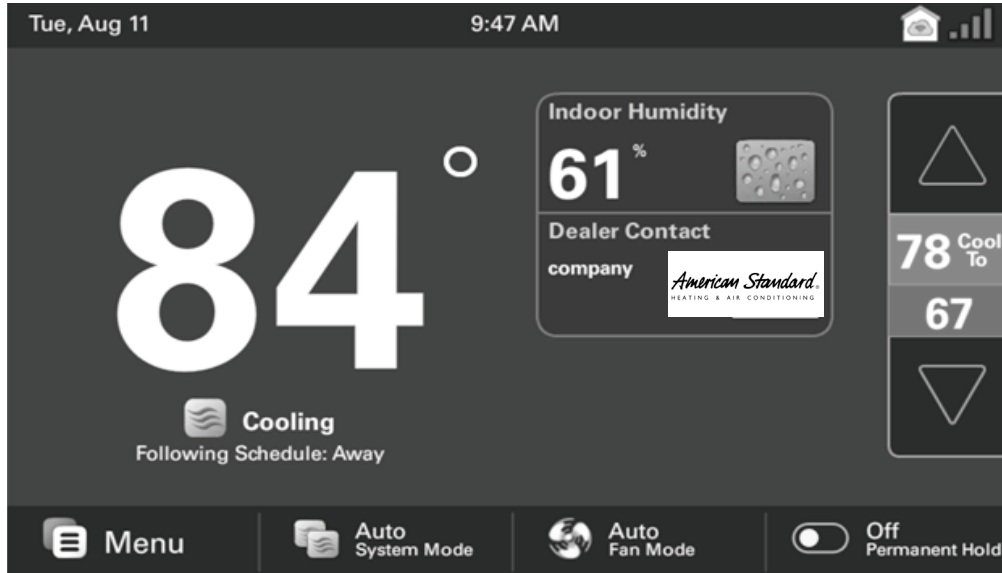 Tue, Aug 11
9:47 AM
84°
Cooling
Following Schedule: Away
Indoor Humidity
61%
Dealer Contact
company
American Standard
HEATING & AIR CONDITIONING
78 Cool To
67
Menu
Auto
System Mode
Auto
Fan Mode
Off
Permanent Hold